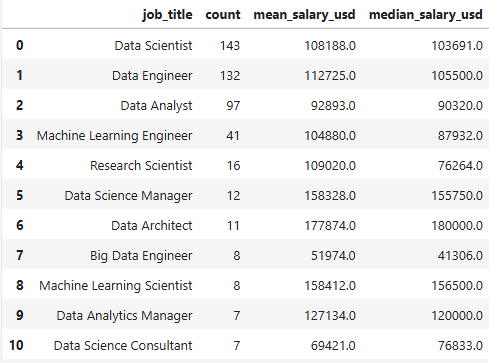 job_title count mean_salary_usd median_salary_usd
0 Data Scientist 143 108188.0 103691.0
1 Data Engineer 132 112725.0 105500.0
2 Data Analyst 97 92893.0 90320.0
3 Machine Learning Engineer 41 104880.0 87932.0
4 Research Scientist 16 109020.0 76264.0
5 Data Science Manager 12 158328.0 155750.0
6 Data Architect 11 177874.0 180000.0
7 Big Data Engineer 8 51974.0 41306.0
8 Machine Learning Scientist 8 158412.0 156500.0
9 Data Analytics Manager 7 127134.0 120000.0
10 Data Science Consultant 7 69421.0 76833.0